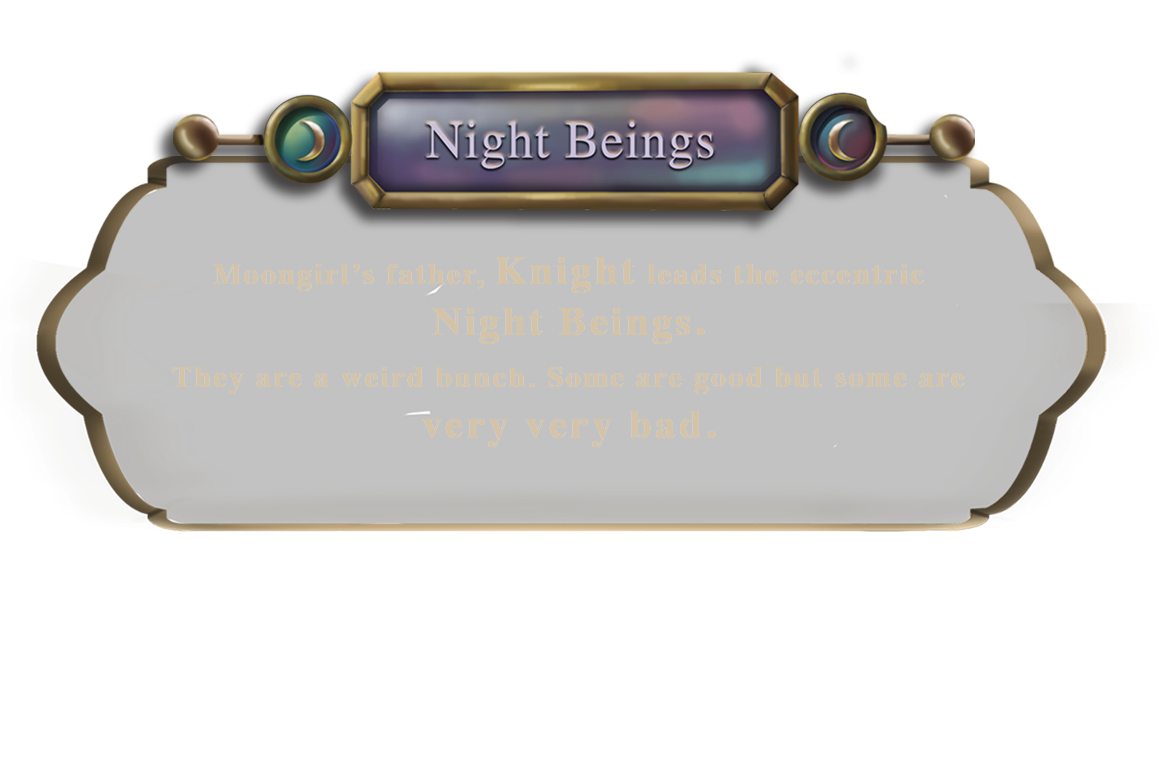 Night Beings
Moongirl's father, Knight leads the eccentric
Night Beings.
They are a weird bunch. Some are good but some are
very very bad.